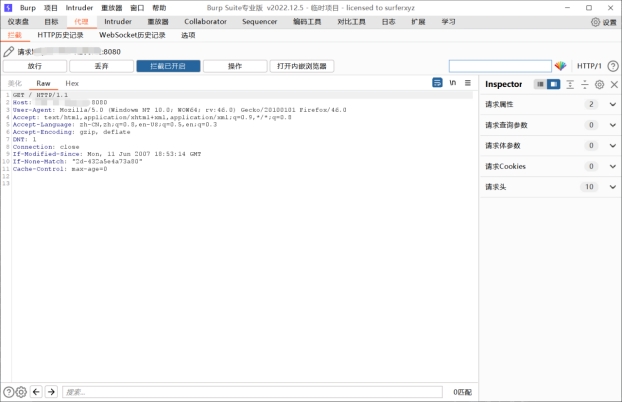 Burp 项目 Intruder 重放器 窗口 帮助 Burp Suite专业版 v2022.12.5 - 临时项目 - licensed to surferxyz
仪表盘 目标 代理 Intruder 重放器 Collaborator Sequencer 编码工具 对比工具 日志 扩展 学习 设置
拦截 HTTP历史记录 WebSocket历史记录 选项
请求 :8080
放行 丢弃 拦截已开启 操作 打开内嵌浏览器 HTTP/1
美化 Raw Hex \n Inspector
1 GET / HTTP/1.1
2 Host: :8080
3 User-Agent: Mozilla/5.0 (Windows NT 10.0; WOW64; rv:46.0) Gecko/20100101 Firefox/46.0
4 Accept: text/html,application/xhtml+xml,application/xml;q=0.9,*/*;q=0.8
5 Accept-Language: zh-CN,zh;q=0.8,en-US;q=0.5,en;q=0.3
6 Accept-Encoding: gzip, deflate
7 DNT: 1
8 Connection: close
9 If-Modified-Since: Mon, 11 Jun 2007 18:53:14 GMT
10 If-None-Match: "2d-432a5e4a73a80"
11 Cache-Control: max-age=0
12
13
请求属性 2
请求查询参数 0
请求体参数 0
请求Cookies 0
请求头 10
搜索... 0匹配